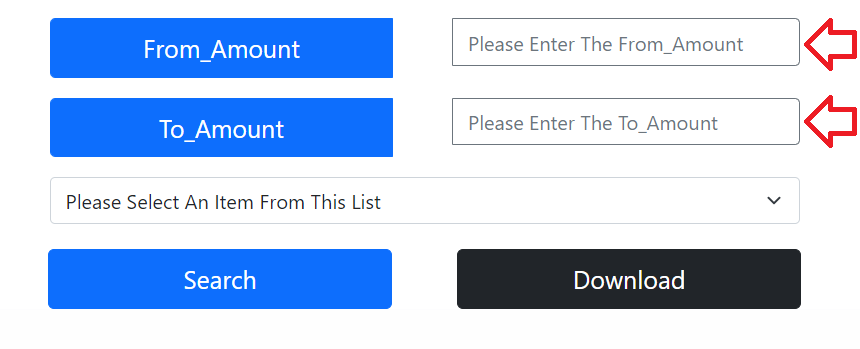 From_Amount
Please Enter The From_Amount
To_Amount
Please Enter The To_Amount
Please Select An Item From This List
Search
Download